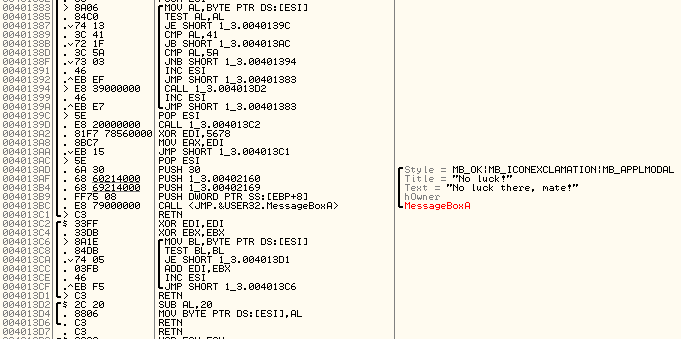 00401383 > 8A06 MOV AL,BYTE PTR DS:[ESI]
00401385 . 84C0 TEST AL,AL
00401387 .˅74 13 JE SHORT 1_3.0040139C
00401389 . 3C 41 CMP AL,41
0040138B .˅72 1F JB SHORT 1_3.004013AC
0040138D . 3C 5A CMP AL,5A
0040138F .˅73 03 JNB SHORT 1_3.00401394
00401391 . 46 INC ESI
00401392 .^EB EF JMP SHORT 1_3.00401383
00401394 > E8 39000000 CALL 1_3.004013D2
00401399 . 46 INC ESI
0040139A .^EB E7 JMP SHORT 1_3.00401383
0040139C > 5E POP ESI
0040139D . E8 20000000 CALL 1_3.004013C2
004013A2 . 81F7 78560000 XOR EDI,5678
004013A8 . 8BC7 MOV EAX,EDI
004013AA .˅EB 15 JMP SHORT 1_3.004013C1
004013AC > 5E POP ESI
004013AD . 6A 30 PUSH 30 Style = MB_OK|MB_ICONEXCLAMATION|MB_APPLMODAL
004013AF . 68 60214000 PUSH 1_3.00402160 Title = "No luck!"
004013B4 . 68 69214000 PUSH 1_3.00402169 Text = "No luck there, mate!"
004013B9 . FF75 08 PUSH DWORD PTR SS:[EBP+8] hOwner
004013BC . E8 79000000 CALL <JMP.&USER32.MessageBoxA> MessageBoxA
004013C1 > C3 RETN
004013C2 $ 33FF XOR EDI,EDI
004013C4 . 33DB XOR EBX,EBX
004013C6 > 8A1E MOV BL,BYTE PTR DS:[ESI]
004013C8 . 84DB TEST BL,BL
004013CA .˅74 05 JE SHORT 1_3.004013D1
004013CC . 03FB ADD EDI,EBX
004013CE . 46 INC ESI
004013CF .^EB F5 JMP SHORT 1_3.004013C6
004013D1 > C3 RETN
004013D2 $ 2C 20 SUB AL,20
004013D4 . 8806 MOV BYTE PTR DS:[ESI],AL
004013D6 . C3 RETN
004013D7 . C3 RETN